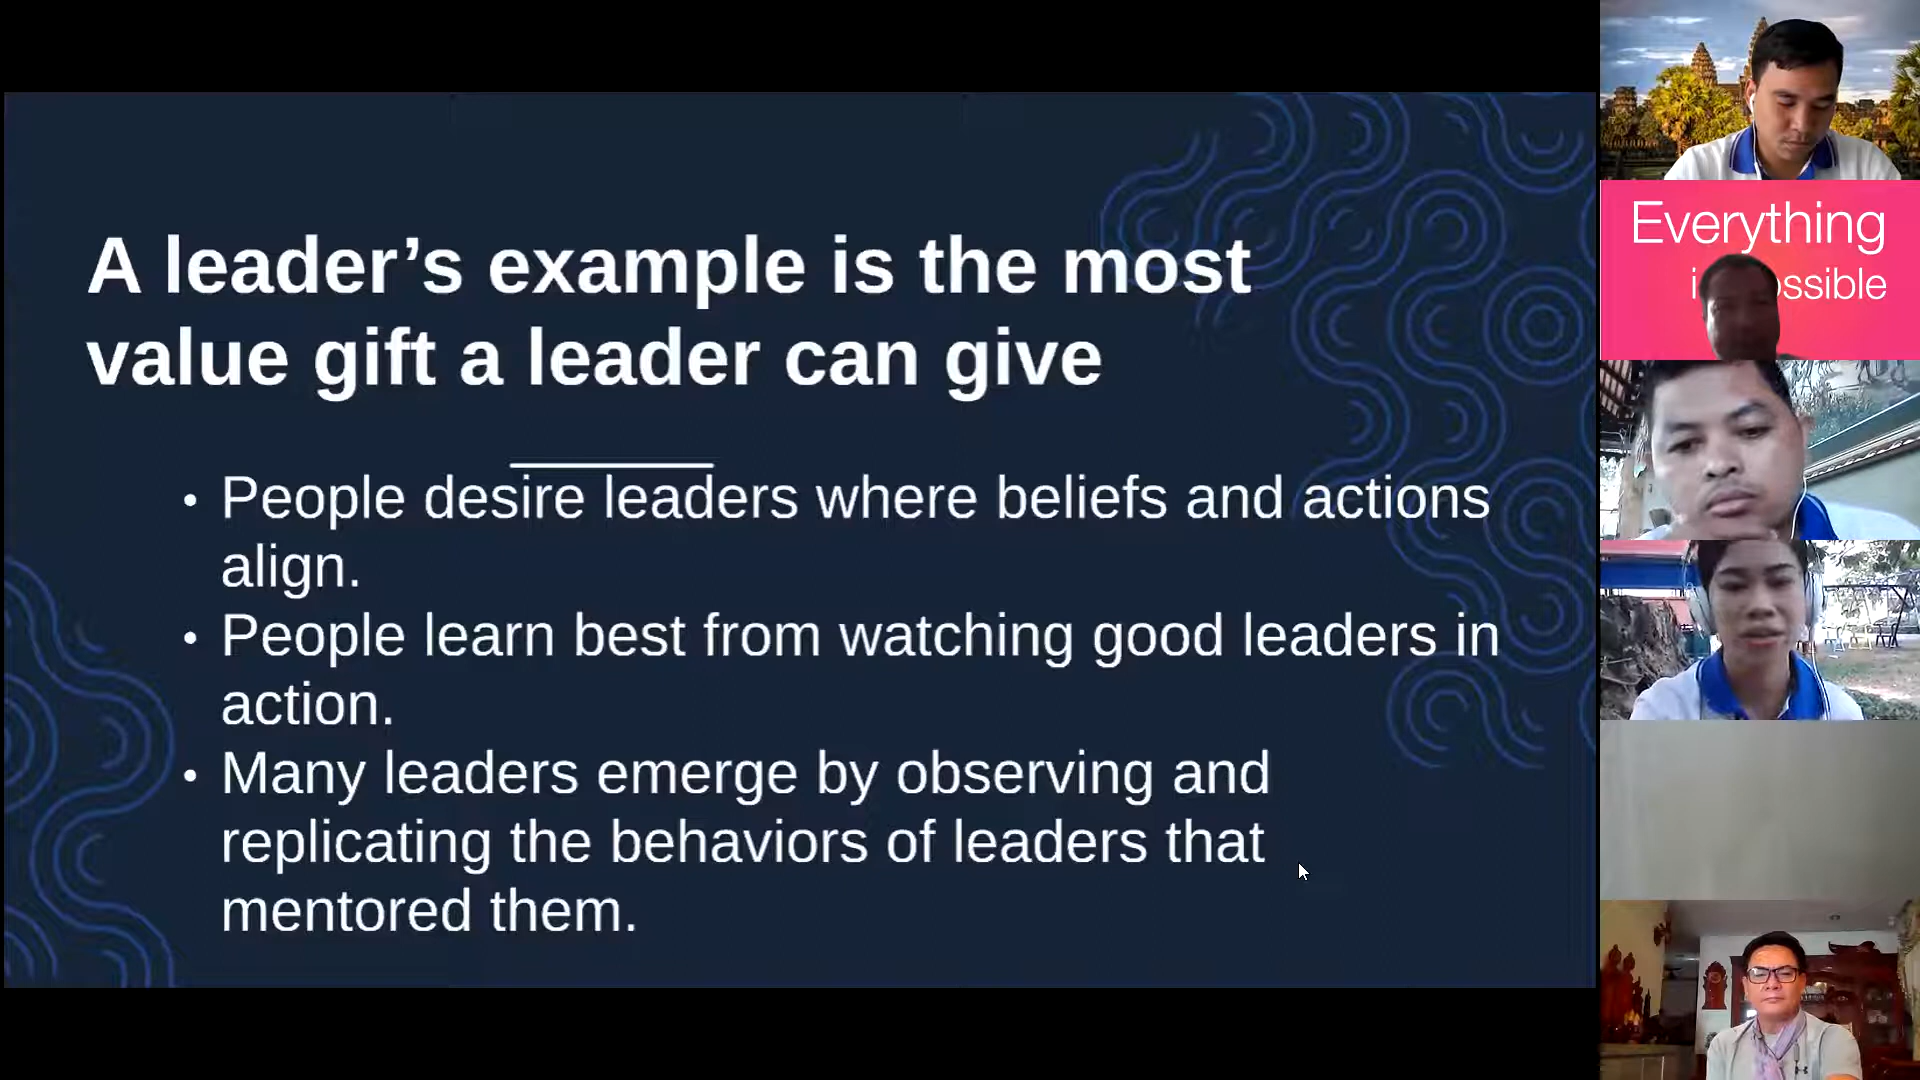 A leader’s example is the most
value gift a leader can give
• People desire leaders where beliefs and actions
align.
• People learn best from watching good leaders in
action.
• Many leaders emerge by observing and
replicating the behaviors of leaders that
mentored them.
Everything